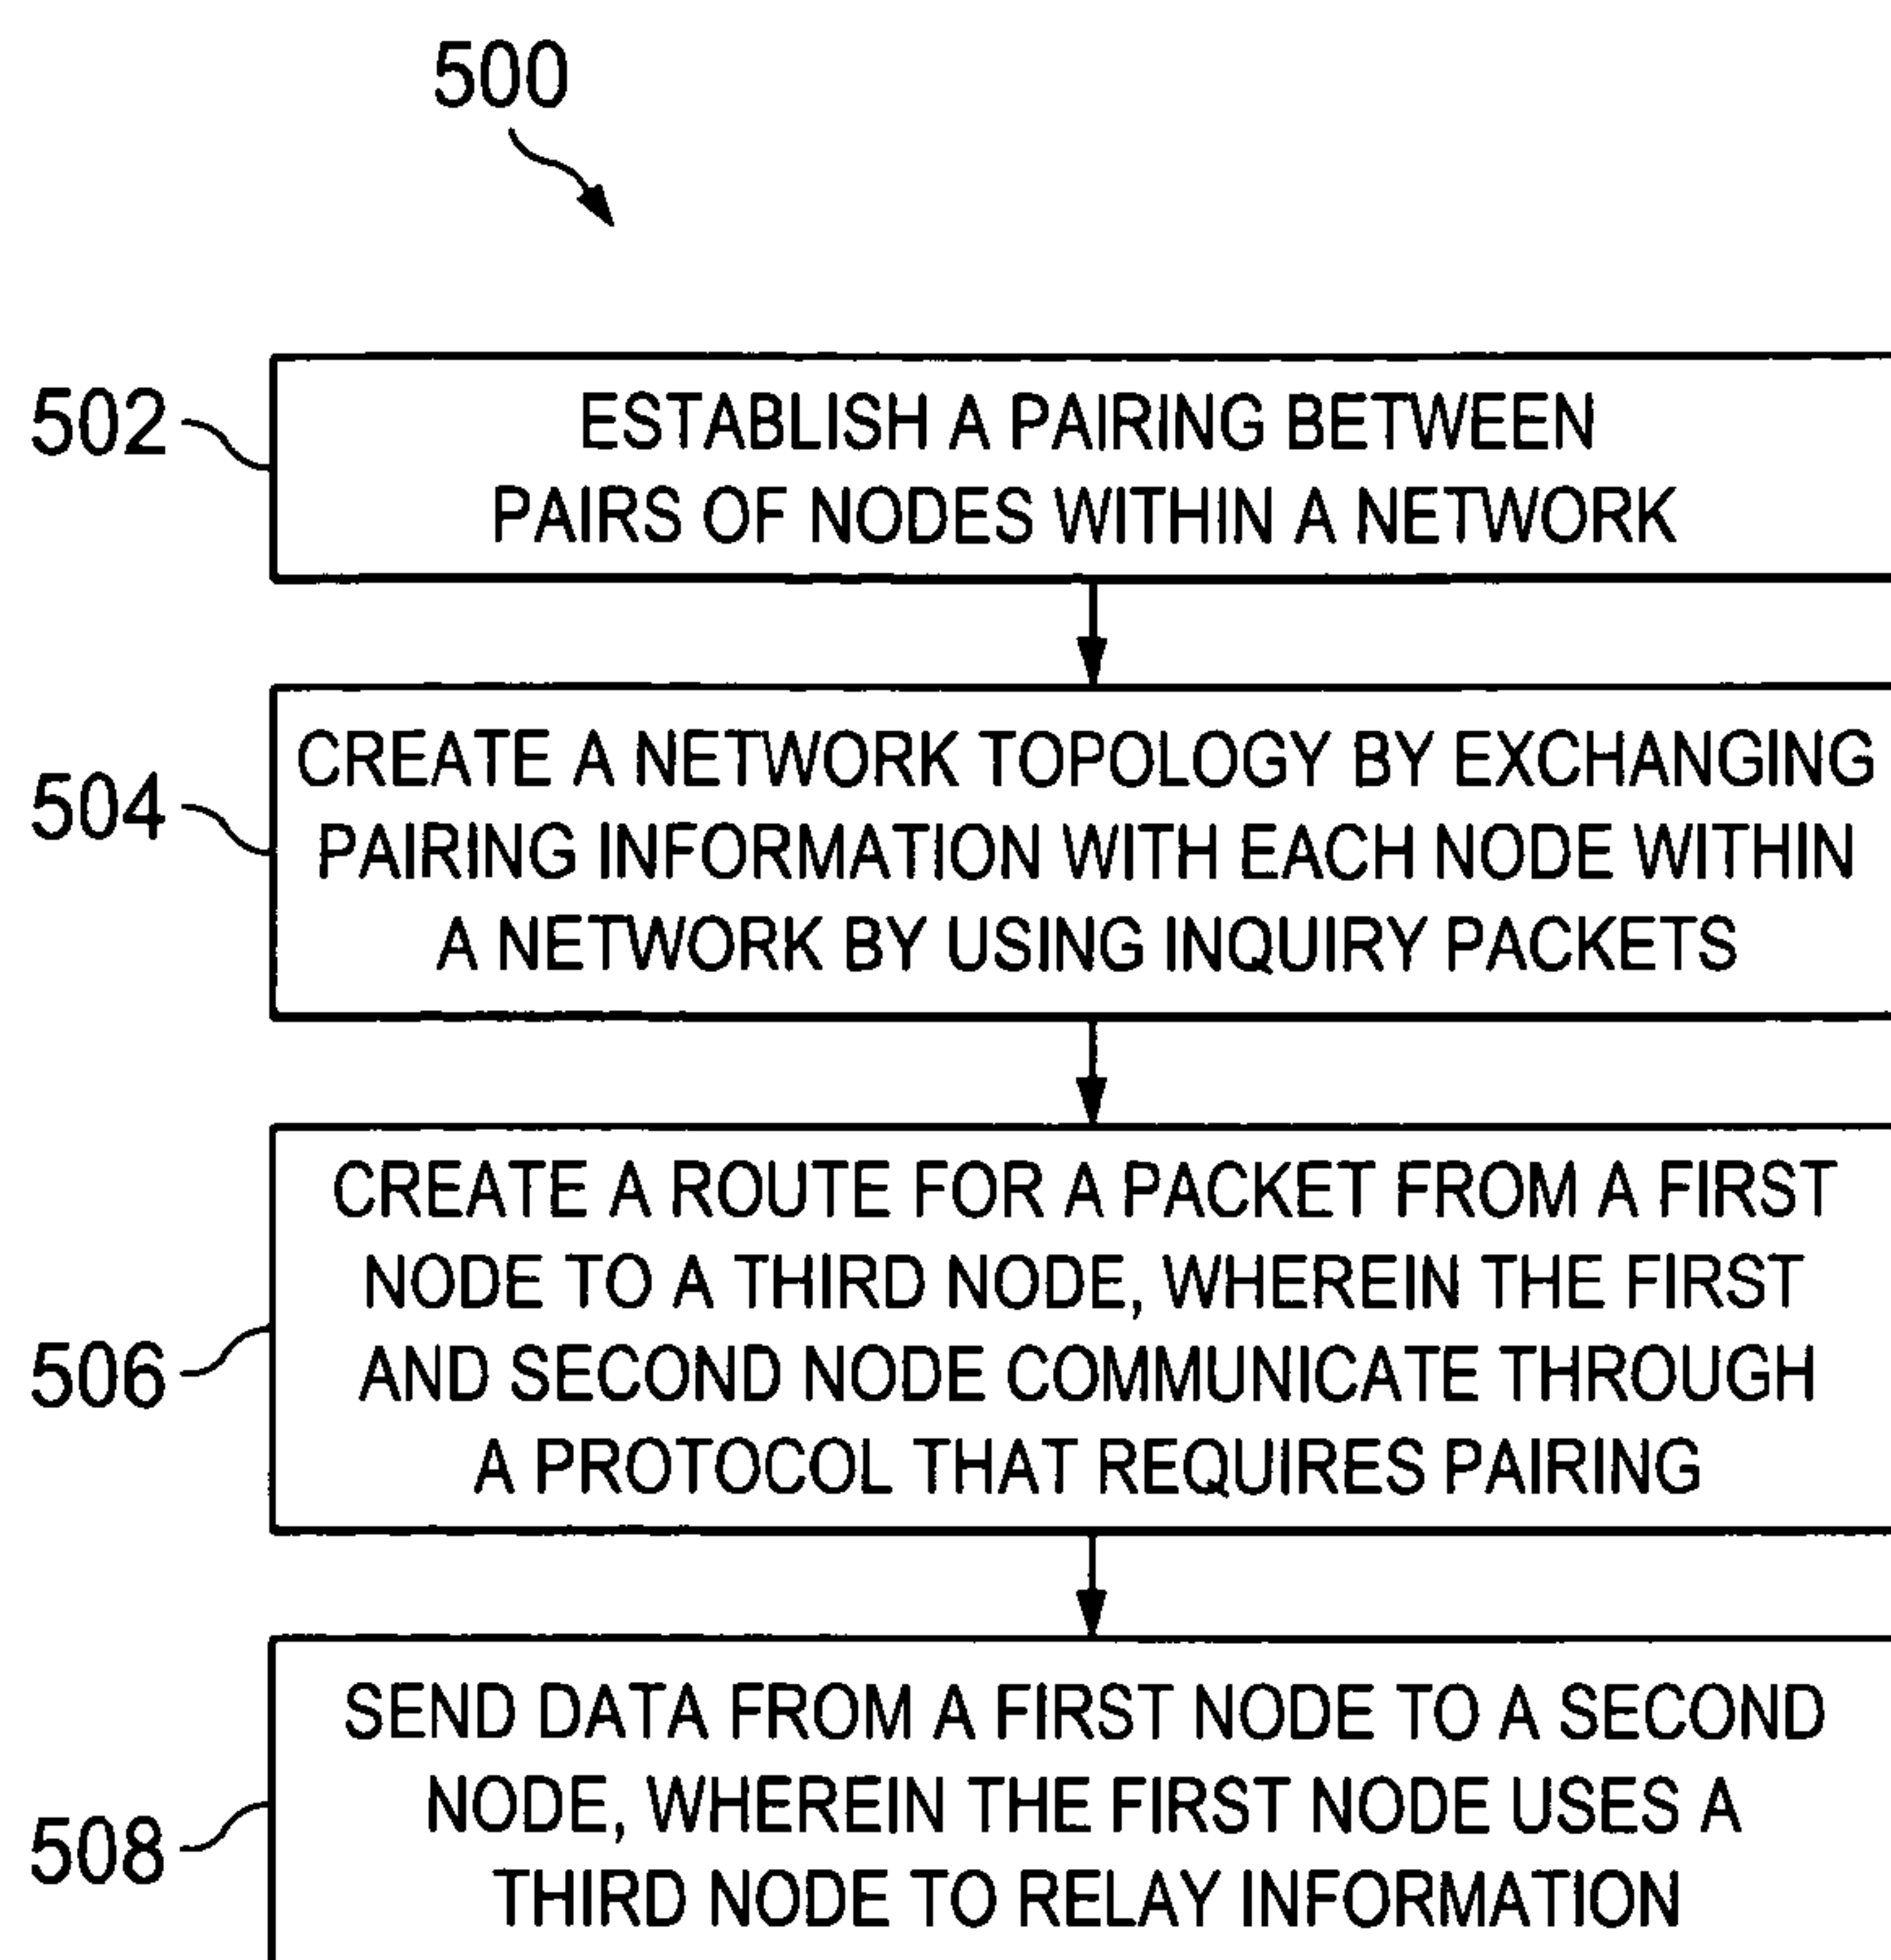 500
502
ESTABLISH A PAIRING BETWEEN
PAIRS OF NODES WITHIN A NETWORK
504
CREATE A NETWORK TOPOLOGY BY EXCHANGING
PAIRING INFORMATION WITH EACH NODE WITHIN
A NETWORK BY USING INQUIRY PACKETS
506
CREATE A ROUTE FOR A PACKET FROM A FIRST
NODE TO A THIRD NODE, WHEREIN THE FIRST
AND SECOND NODE COMMUNICATE THROUGH
A PROTOCOL THAT REQUIRES PAIRING
508
SEND DATA FROM A FIRST NODE TO A SECOND
NODE, WHEREIN THE FIRST NODE USES A
THIRD NODE TO RELAY INFORMATION